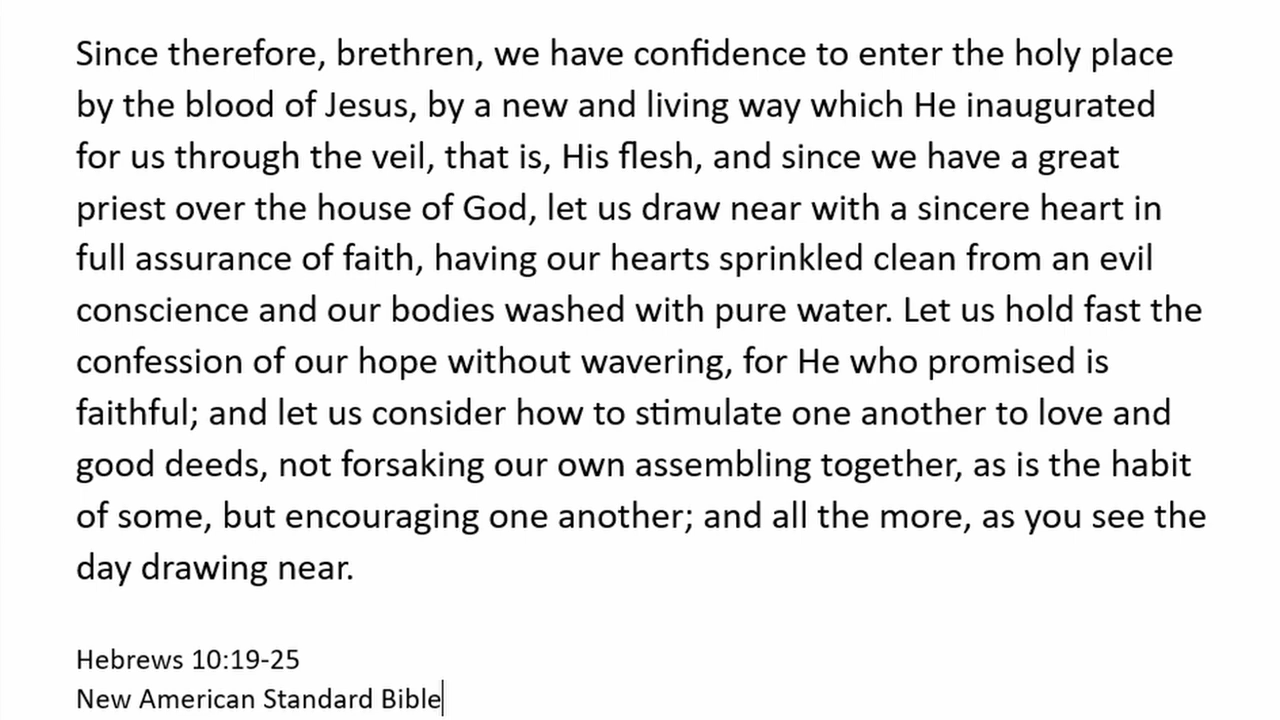 Since therefore, brethren, we have confidence to enter the holy place
by the blood of Jesus, by a new and living way which He inaugurated
for us through the veil, that is, His flesh, and since we have a great
priest over the house of God, let us draw near with a sincere heart in
full assurance of faith, having our hearts sprinkled clean from an evil
conscience and our bodies washed with pure water. Let us hold fast the
confession of our hope without wavering, for He who promised is
faithful; and let us consider how to stimulate one another to love and
good deeds, not forsaking our own assembling together, as is the habit
of some, but encouraging one another; and all the more, as you see the
day drawing near.
Hebrews 10:19-25
New American Standard Bible